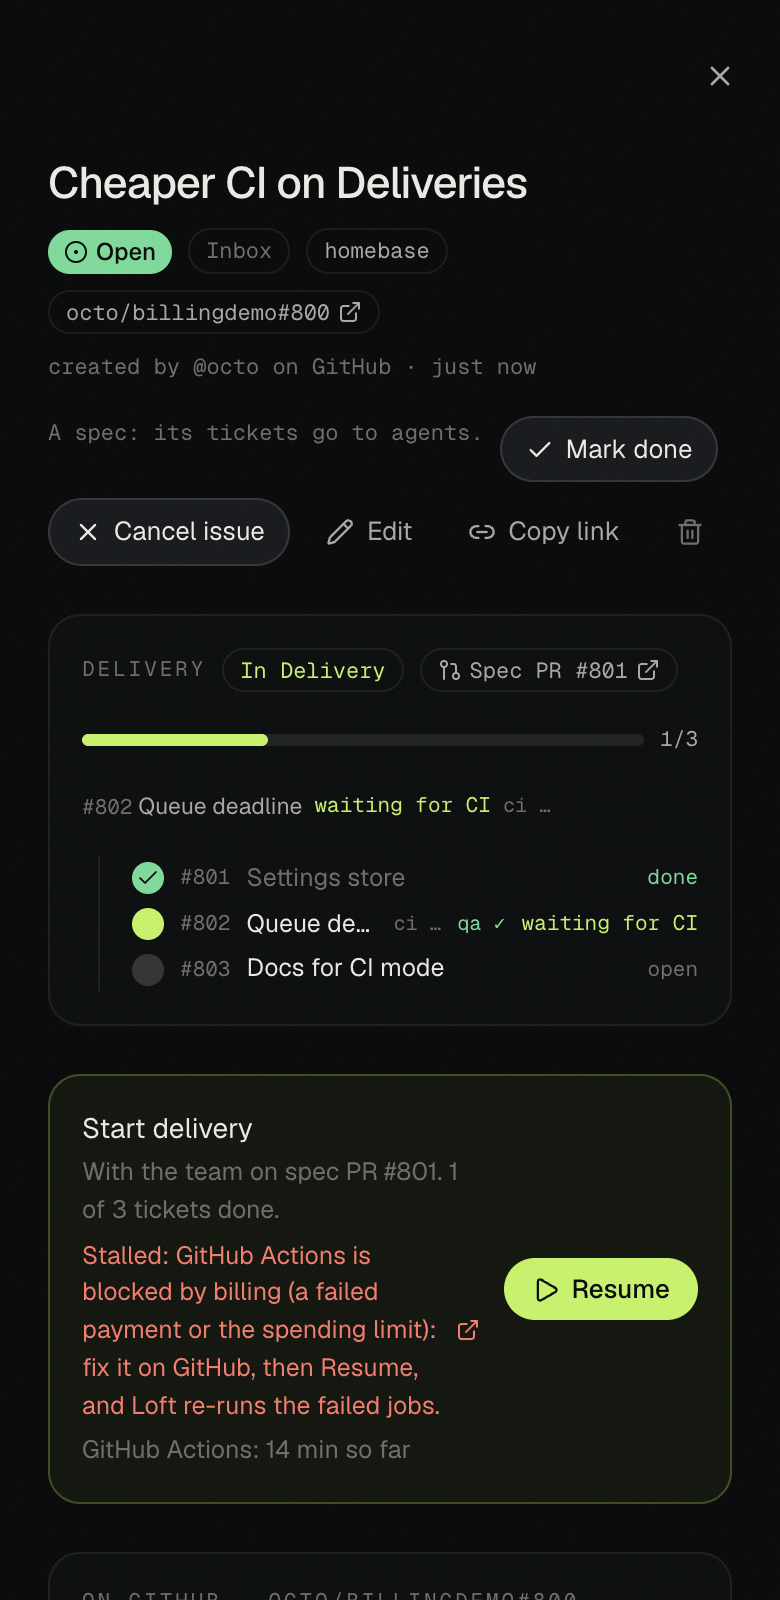 Cheaper CI on Deliveries
Open Inbox homebase
octo/billingdemo#800
created by @octo on GitHub · just now
A spec: its tickets go to agents. Mark done
Cancel issue Edit Copy link
DELIVERY In Delivery Spec PR #801
1/3
#802 Queue deadline waiting for CI ci …
#801 Settings store done
#802 Queue de… ci … qa ✓ waiting for CI
#803 Docs for CI mode open
Start delivery
With the team on spec PR #801. 1
of 3 tickets done.
Stalled: GitHub Actions is
blocked by billing (a failed
payment or the spending limit):
fix it on GitHub, then Resume,
and Loft re-runs the failed jobs.
Resume
GitHub Actions: 14 min so far
ON GITHUB OCTO/BILLINGDEMO#800